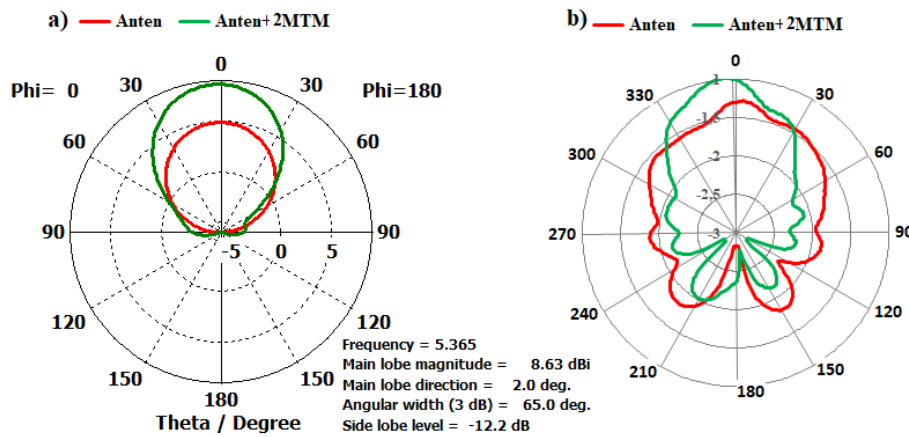 a) Anten Anten+2MTM
0
Phi= 0 30 30 Phi=180
60 60
90 -5 0 5 90
120 120
150 150
180
Theta / Degree
Frequency = 5.365
Main lobe magnitude = 8.63 dBi
Main lobe direction = 2.0 deg.
Angular width (3 dB) = 65.0 deg.
Side lobe level = -12.2 dB
b) Anten Anten+2MTM
0
-1
330 30
-1,5
300 -2 60
-2,5
270 -3 90
240 120
210 150
180